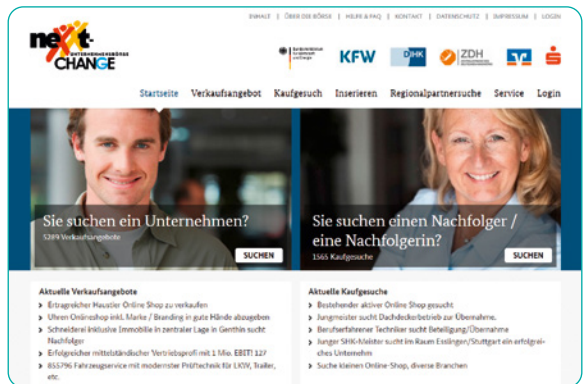 INHALT | ÜBER DIE BÖRSE | HILFE & FAQ | KONTAKT | DATENSCHUTZ | IMPRESSUM | LOGIN
nexxt-
UNTERNEHMENSBÖRSE
CHANGE
Bundesministerium
KFW
DIHK
ZDH
Startseite Verkaufsangebot Kaufgesuch Inserieren Regionalpartnersuche Service Login
Sie suchen ein Unternehmen?
5289 Verkaufsangebote
SUCHEN
Sie suchen einen Nachfolger /
eine Nachfolgerin?
1565 Kaufgesuche
SUCHEN
Aktuelle Verkaufsangebote
> Ertragreicher Haustier Online Shop zu verkaufen
> Uhren Onlineshop inkl. Marke / Branding in gute Hände abzugeben
> Schneiderei inklusive Immobilie in zentraler Lage in Genthin sucht
Nachfolger
> Erfolgreicher mittelständischer Vertriebsprofi mit 1 Mio. EBIT! 127
> 855796 Fahrzeugservice mit modernster Prüftechnik für LKW, Trailer,
etc.
Aktuelle Kaufgesuche
> Bestehender aktiver Online Shop gesucht
> Jungmeister sucht Dachdeckerbetrieb zur Übernahme.
> Berufserfahrener Techniker sucht Beteiligung/Übernahme
> Junger SHK-Meister sucht im Raum Esslingen/Stuttgart ein erfolgrei-
ches Unternehm
> Suche kleinen Online-Shop, diverse Branchen